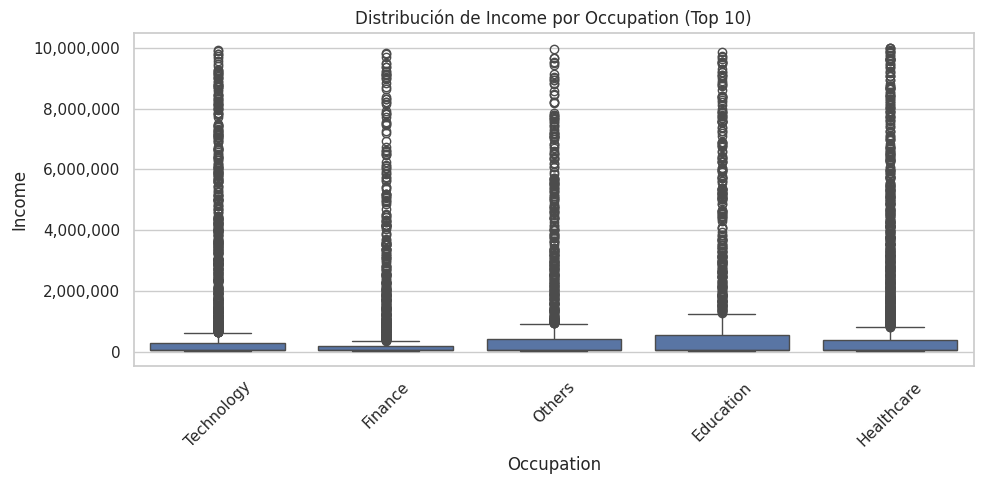 Distribución de Income por Occupation (Top 10)
10,000,000
8,000,000
6,000,000
4,000,000
2,000,000
0
Income
Technology
Finance
Others
Education
Healthcare
Occupation